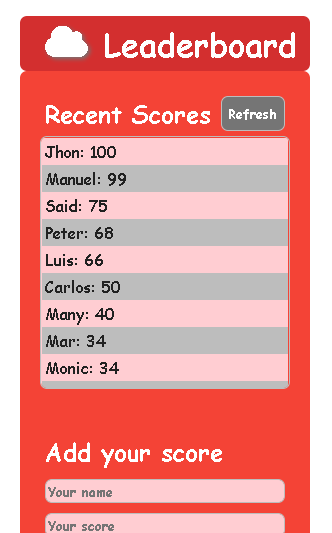 Leaderboard
Recent Scores Refresh
Jhon: 100
Manuel: 99
Said: 75
Peter: 68
Luis: 66
Carlos: 50
Many: 40
Mar: 34
Monic: 34
Add your score
Your name
Your score